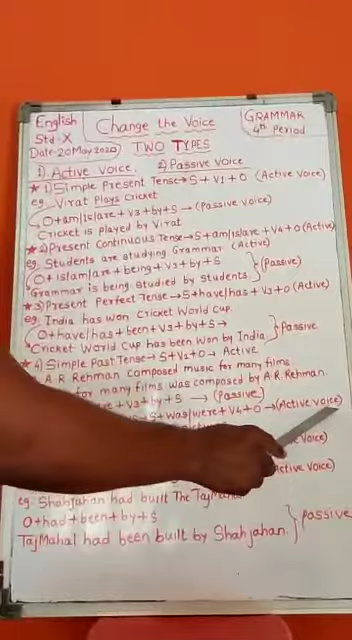 English
Std-X
Date-20May2020
Change the Voice
GRAMMAR
4th Period
TWO TYPES
1) Active Voice 2) Passive Voice
★ 1) Simple Present Tense→S+V1+O (Active Voice)
eg. Virat Plays Cricket
O+am/is/are+V3+by+S→(Passive Voice)
Cricket is played by Virat
★ 2) Present Continuous Tense→S+am/is/are+V4+O (Active)
eg. Students are studying Grammar (Active)
O+is/am/are+being+V3+by+S } (Passive)
Grammar is being studied by Students
★ 3) Present Perfect Tense→S+have/has+V3+O (Active)
eg. India has won Cricket World Cup.
O+have/has+been+V3+by+S→ } Passive
Cricket World Cup has been won by India
★ 4) Simple Past Tense→S+V2+O→ Active
A R Rehman composed music for many films
for many films was composed by A.R. Rehman.
+V3+by+S → (Passive)
S+was/were+V4+O→(Active Voice)
Voice)
Active Voice)
eg. Shahjahan had built The TajMahal
O+had+been+by+S } Passive
TajMahal had been built by Shahjahan.